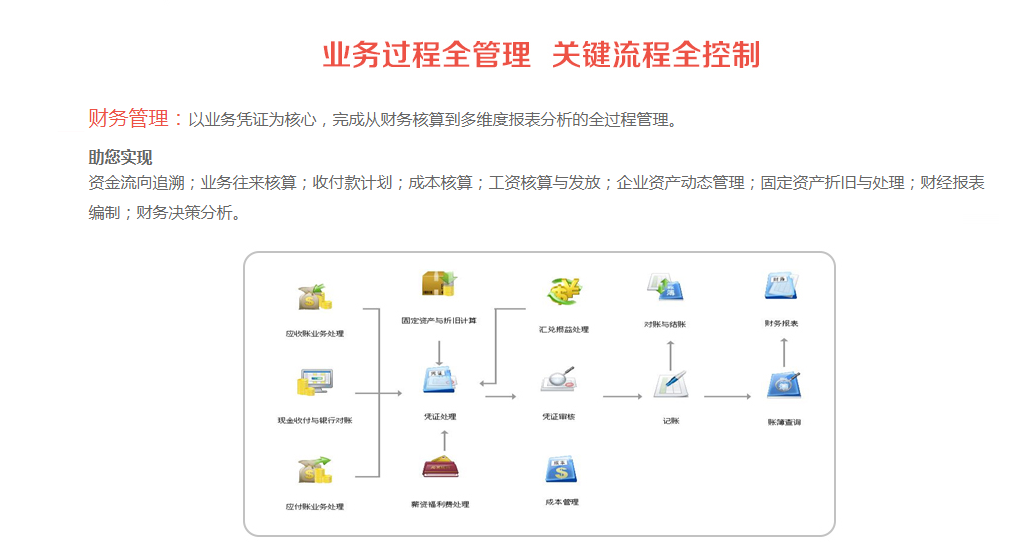 业务过程全管理 关键流程全控制
财务管理：以业务凭证为核心，完成从财务核算到多维度报表分析的全过程管理。
助您实现
资金流向追溯；业务往来核算；收付款计划；成本核算；工资核算与发放；企业资产动态管理；固定资产折旧与处理；财经报表
编制；财务决策分析。
应收账业务处理
固定资产与折旧计算
汇兑损益处理
对账与结账
财务报表
现金收付与银行对账
凭证处理
凭证审核
记账
账簿查询
应付账业务处理
薪资福利费处理
成本管理